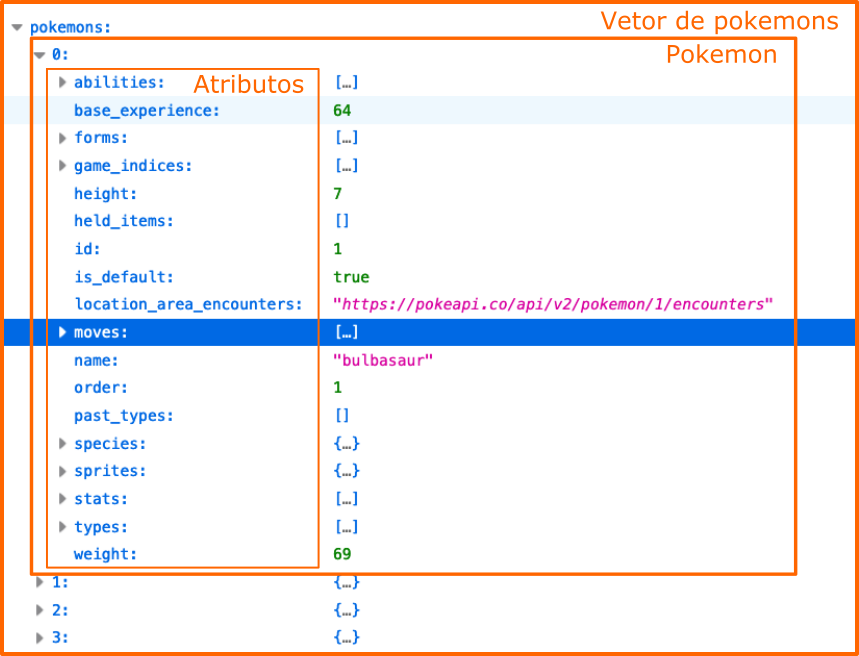 Vetor de pokemons
pokemons:
Pokemon
0:
Atributos
abilities: […]
base_experience: 64
forms: […]
game_indices: […]
height: 7
held_items: []
id: 1
is_default: true
location_area_encounters: "https://pokeapi.co/api/v2/pokemon/1/encounters"
moves: […]
name: "bulbasaur"
order: 1
past_types: []
species: {…}
sprites: {…}
stats: […]
types: […]
weight: 69
1: {…}
2: {…}
3: {…}